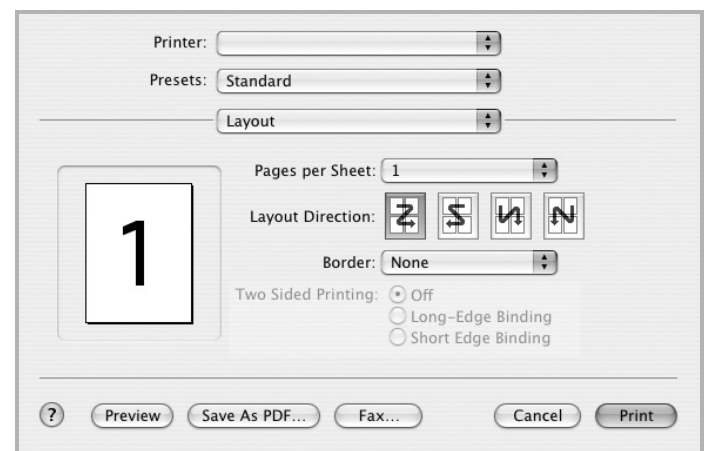 Printer:
Presets: Standard
Layout
Pages per Sheet: 1
Layout Direction:
Border: None
Two Sided Printing: Off
Long-Edge Binding
Short Edge Binding
1
? Preview Save As PDF... Fax... Cancel Print